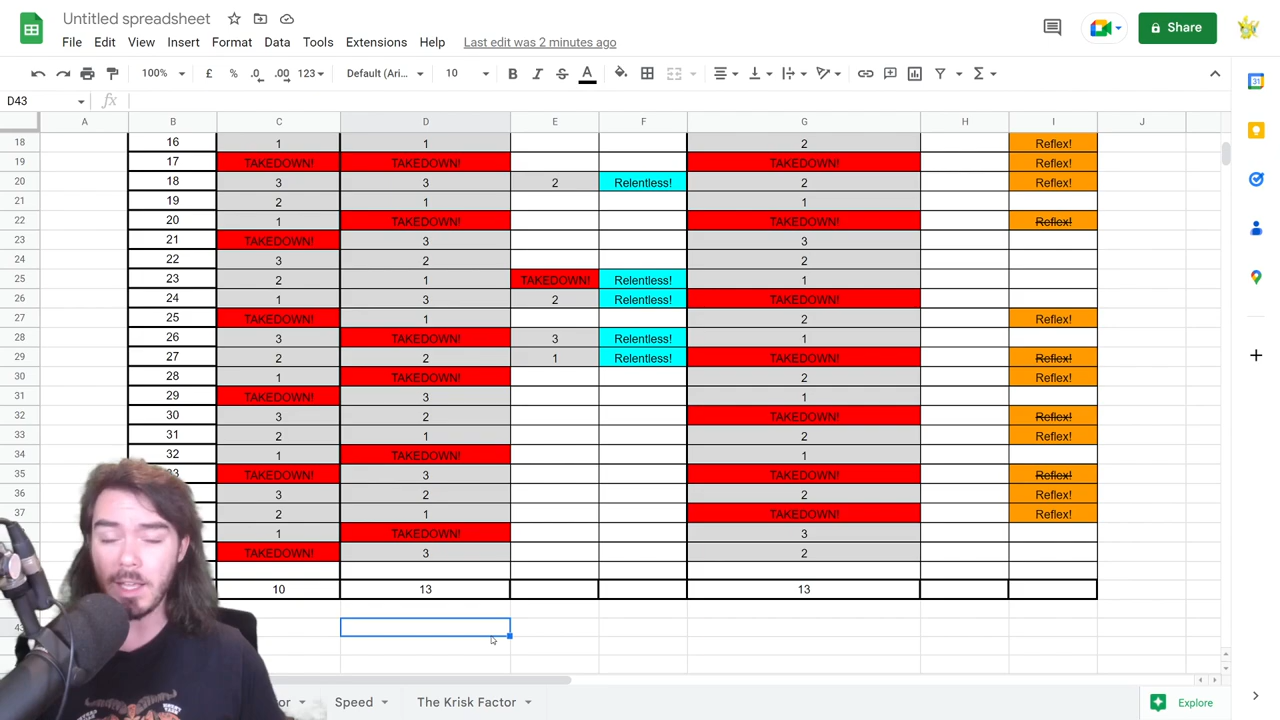 Untitled spreadsheet
File Edit View Insert Format Data Tools Extensions Help Last edit was 2 minutes ago
Share
100% £ % .0 .00 123 Default (Ari... 10 B I S A
D43 fx
A B C D E F G H I J
18 16 1 1 2 Reflex!
19 17 TAKEDOWN! TAKEDOWN! TAKEDOWN! Reflex!
20 18 3 3 2 Relentless! 2 Reflex!
21 19 2 1 1
22 20 1 TAKEDOWN! TAKEDOWN! Reflex!
23 21 TAKEDOWN! 3 3
24 22 3 2 2
25 23 2 1 TAKEDOWN! Relentless! 1
26 24 1 3 2 Relentless! TAKEDOWN!
27 25 TAKEDOWN! 1 2 Reflex!
28 26 3 TAKEDOWN! 3 Relentless! 1
29 27 2 2 1 Relentless! TAKEDOWN! Reflex!
30 28 1 TAKEDOWN! 2 Reflex!
31 29 TAKEDOWN! 3 1
32 30 3 2 TAKEDOWN! Reflex!
33 31 2 1 2 Reflex!
34 32 1 TAKEDOWN! 1
35 TAKEDOWN! 3 TAKEDOWN! Reflex!
36 3 2 2 Reflex!
37 2 1 TAKEDOWN! Reflex!
1 TAKEDOWN! 3
TAKEDOWN! 3 2
10 13 13
43
Speed The Krisk Factor Explore